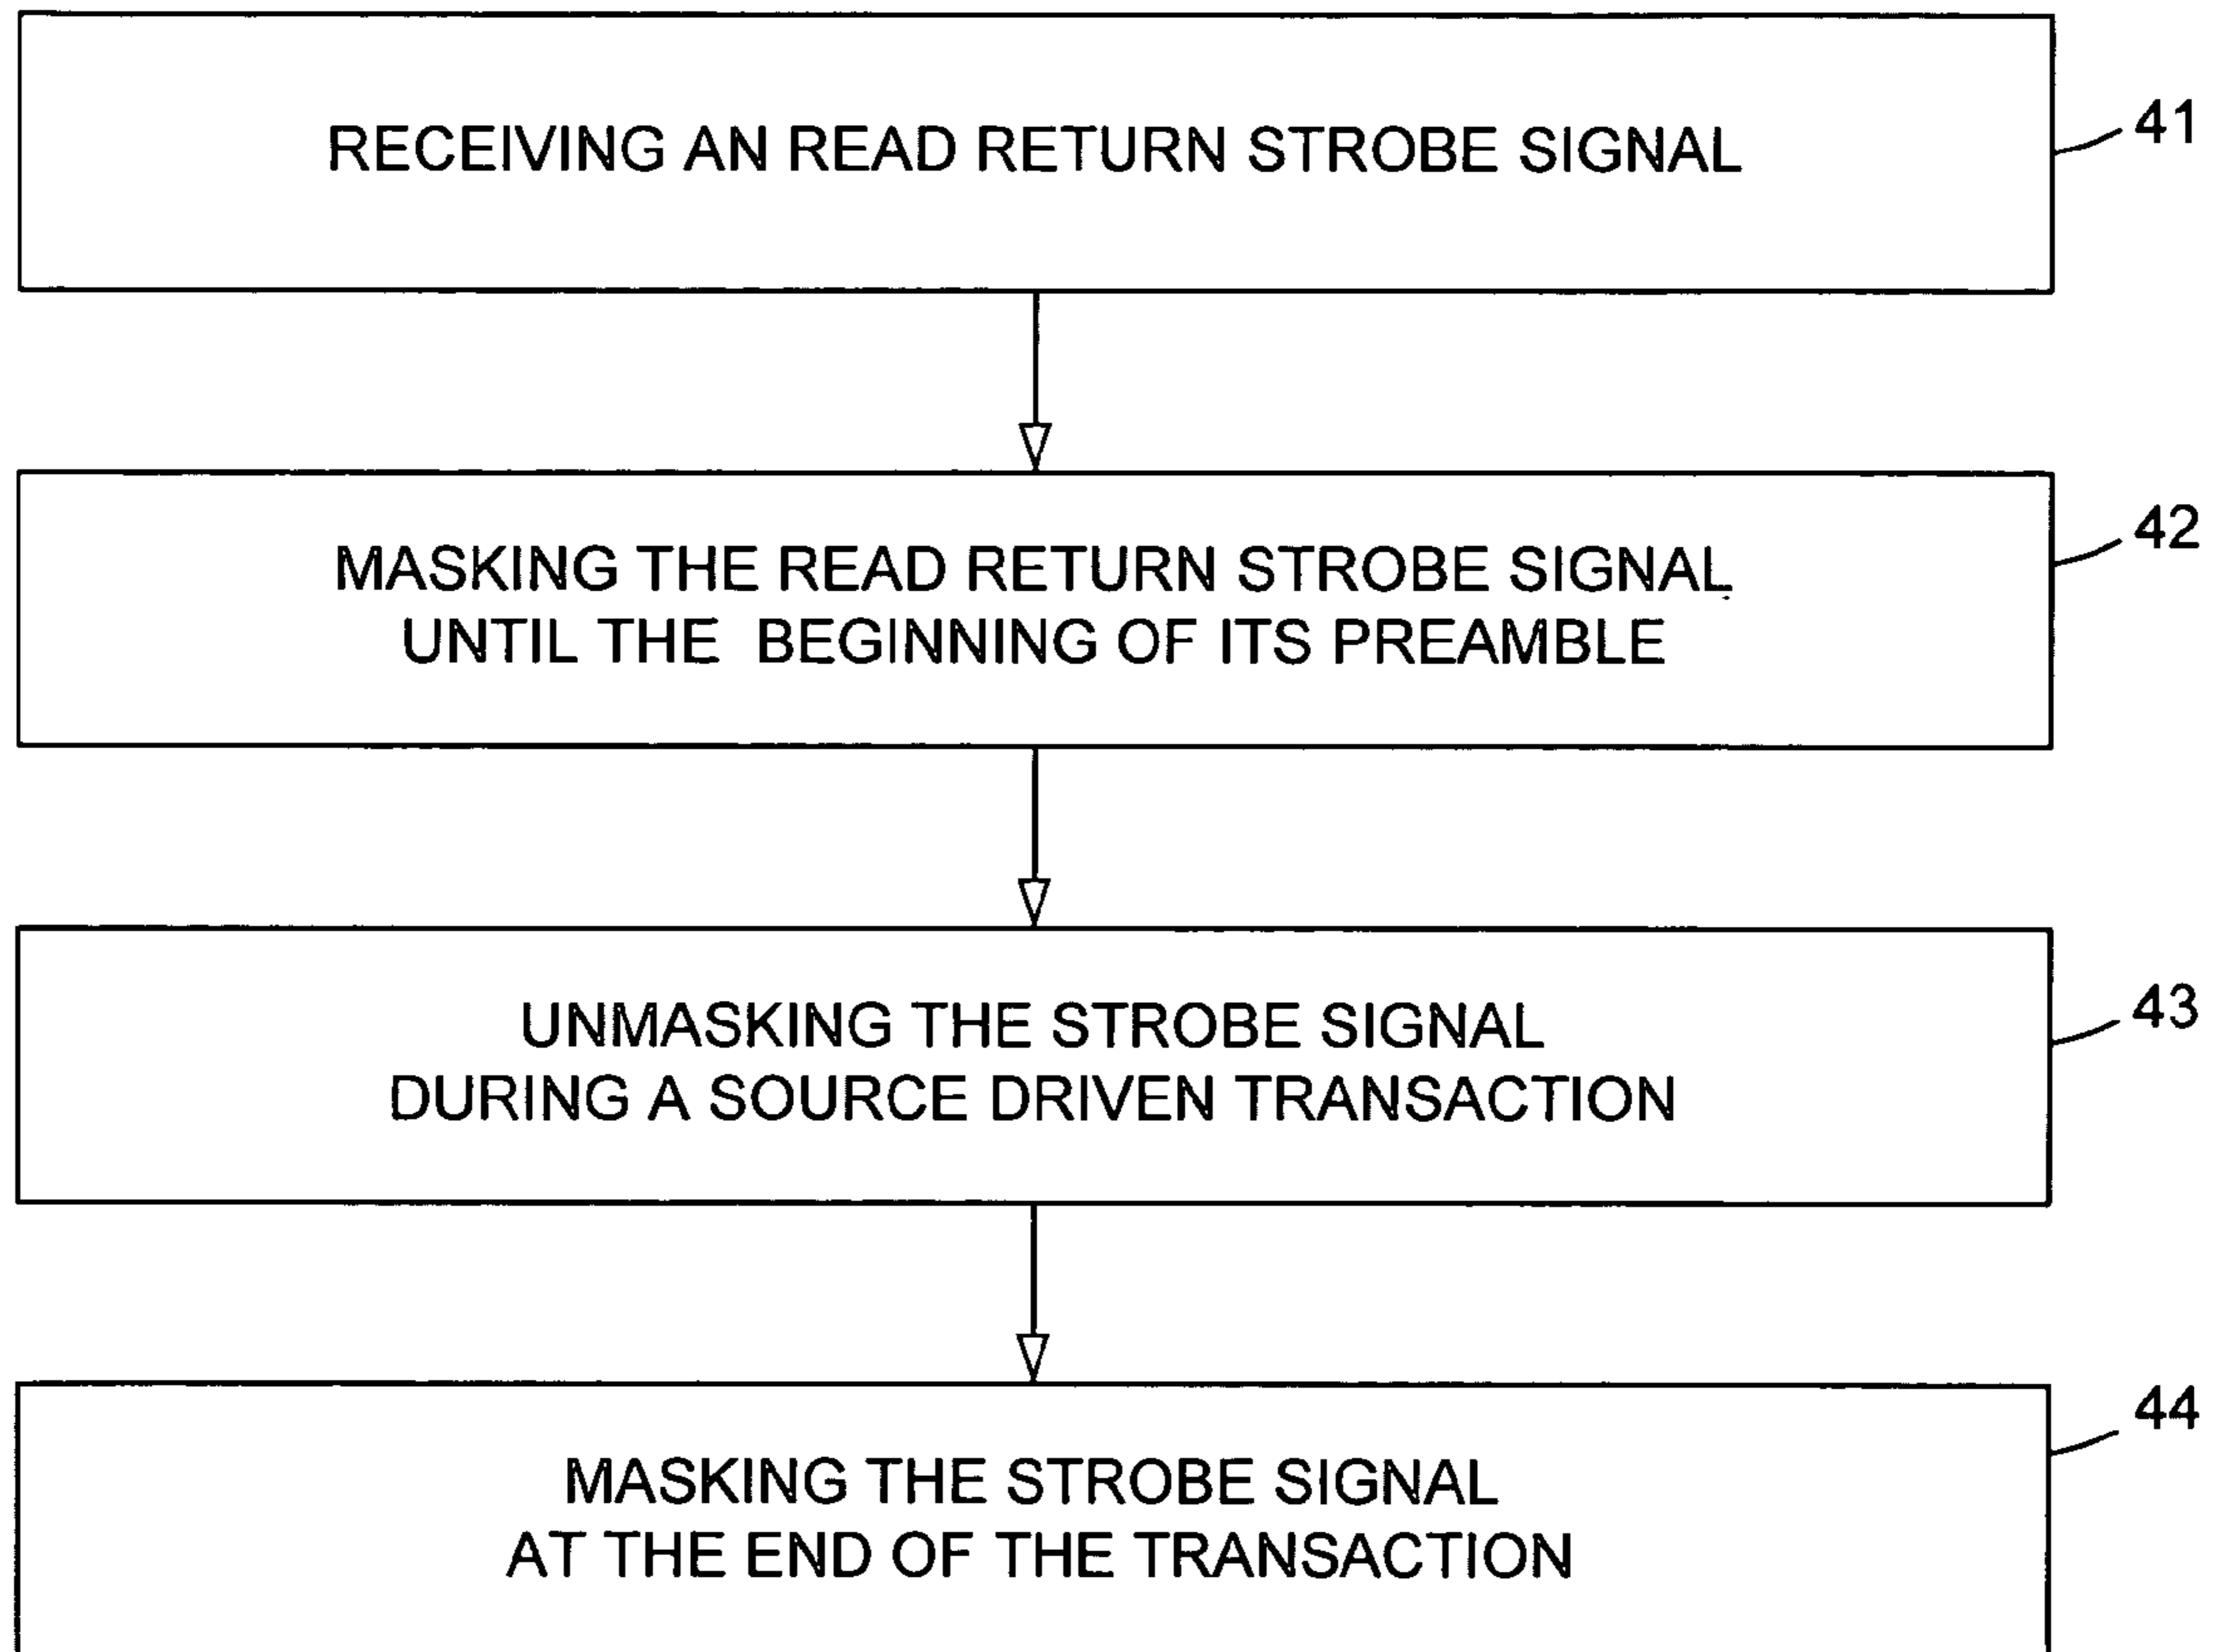 RECEIVING AN READ RETURN STROBE SIGNAL
41
MASKING THE READ RETURN STROBE SIGNAL
UNTIL THE BEGINNING OF ITS PREAMBLE
42
UNMASKING THE STROBE SIGNAL
DURING A SOURCE DRIVEN TRANSACTION
43
MASKING THE STROBE SIGNAL
AT THE END OF THE TRANSACTION
44